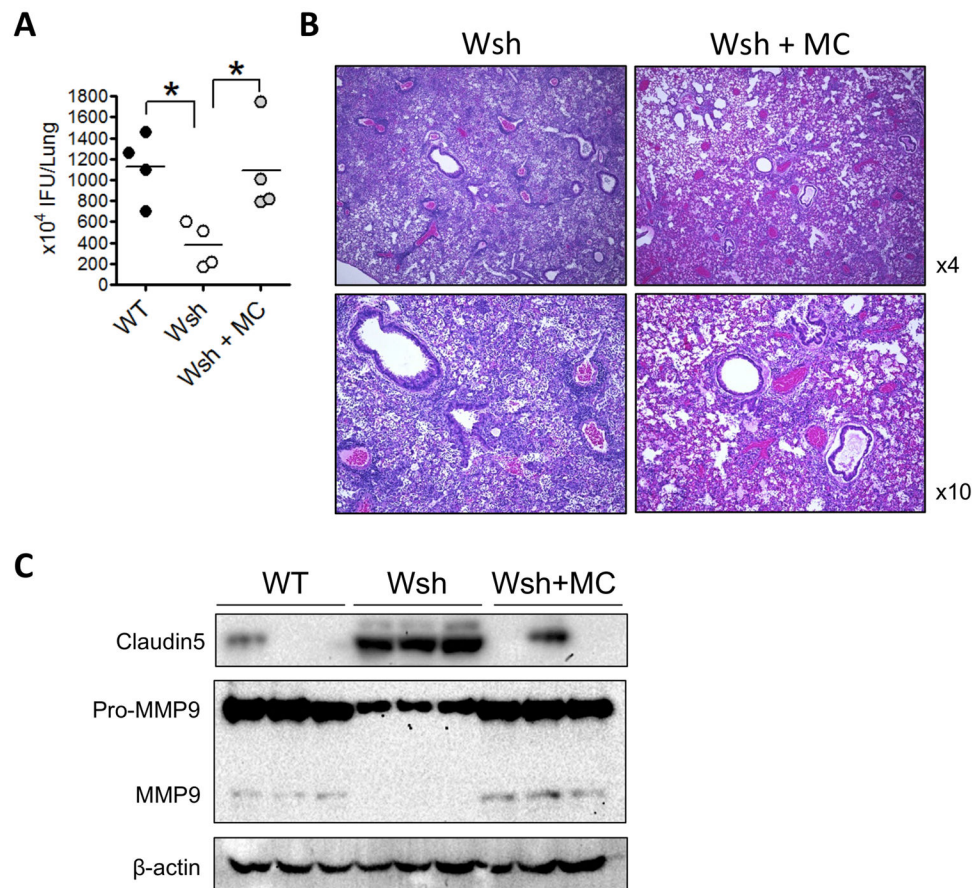 A
B
Wsh
Wsh + MC
*
*
x10⁴ IFU/Lung
1800
1600
1400
1200
1000
800
600
400
200
0
WT
Wsh
Wsh + MC
x4
x10
C
WT
Wsh
Wsh+MC
Claudin5
Pro-MMP9
MMP9
β-actin